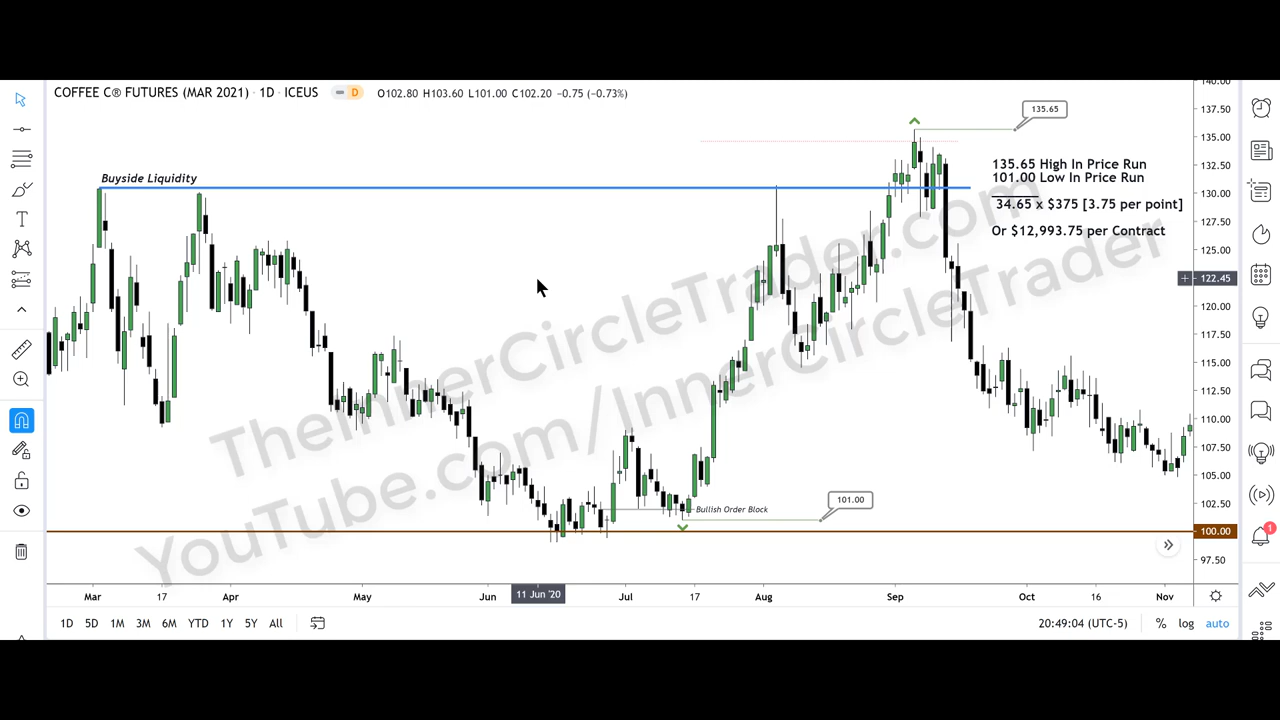 COFFEE C® FUTURES (MAR 2021) · 1D · ICEUS
D
O102.80 H103.60 L101.00 C102.20 −0.75 (−0.73%)
140.00
137.50
135.00
132.50
130.00
127.50
125.00
122.45
120.00
117.50
115.00
112.50
110.00
107.50
105.00
102.50
100.00
97.50
135.65
Buyside Liquidity
135.65 High In Price Run
101.00 Low In Price Run
34.65 x $375 [3.75 per point]
Or $12,993.75 per Contract
TheInnerCircleTrader.com
YouTube.com/InnerCircleTrader
101.00
Bullish Order Block
Mar 17 Apr May Jun 11 Jun '20 Jul 17 Aug Sep Oct 16 Nov
1D 5D 1M 3M 6M YTD 1Y 5Y All
20:49:04 (UTC-5) % log auto
1